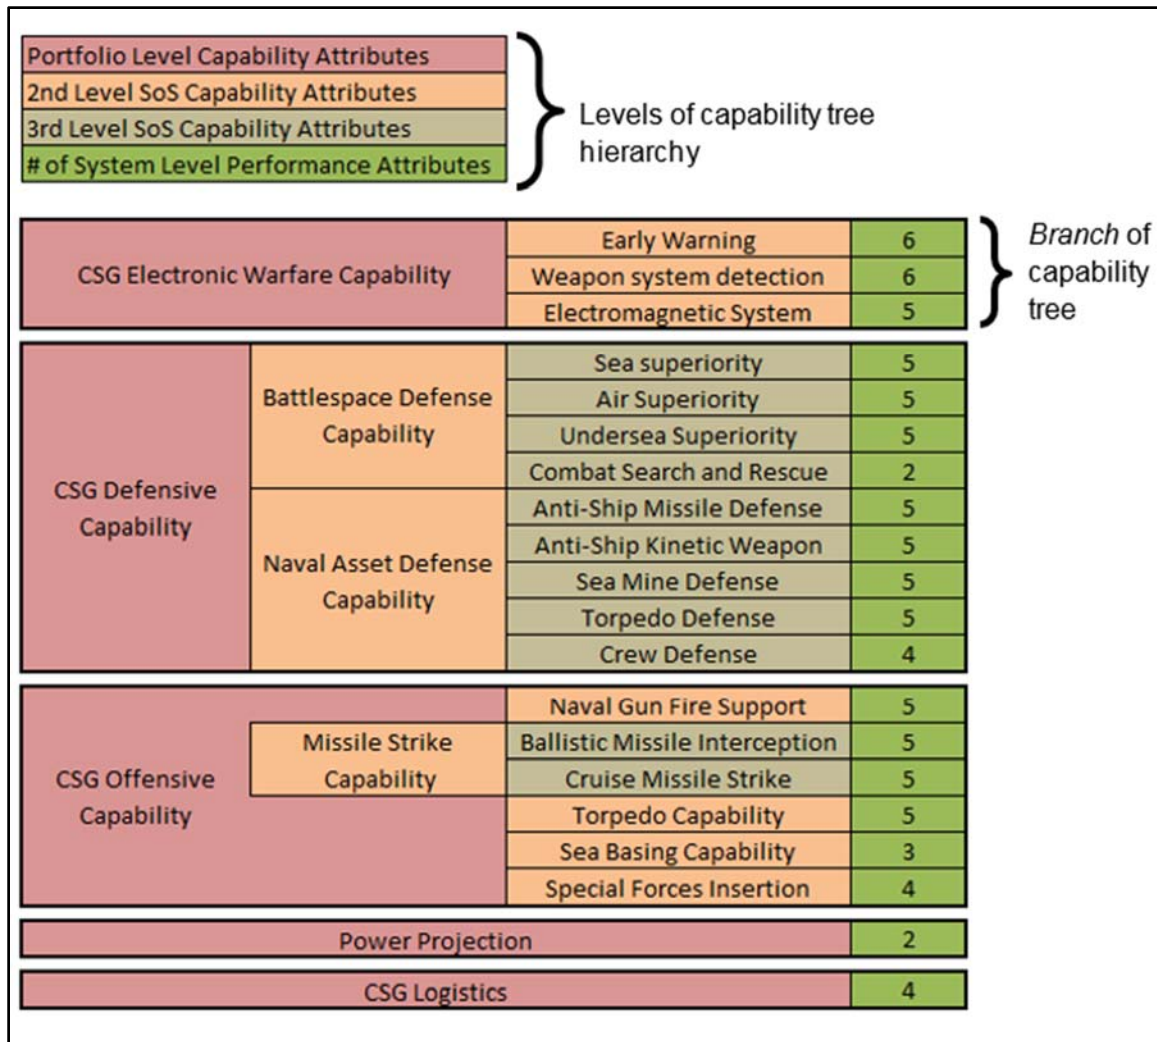 Portfolio Level Capability Attributes
2nd Level SoS Capability Attributes
3rd Level SoS Capability Attributes
# of System Level Performance Attributes
Levels of capability tree
hierarchy
CSG Electronic Warfare Capability
Early Warning 6
Weapon system detection 6
Electromagnetic System 5
Branch of
capability
tree
CSG Defensive
Capability
Battlespace Defense
Capability
Sea superiority 5
Air Superiority 5
Undersea Superiority 5
Combat Search and Rescue 2
Naval Asset Defense
Capability
Anti-Ship Missile Defense 5
Anti-Ship Kinetic Weapon 5
Sea Mine Defense 5
Torpedo Defense 5
Crew Defense 4
CSG Offensive
Capability
Naval Gun Fire Support 5
Missile Strike
Capability
Ballistic Missile Interception 5
Cruise Missile Strike 5
Torpedo Capability 5
Sea Basing Capability 3
Special Forces Insertion 4
Power Projection 2
CSG Logistics 4